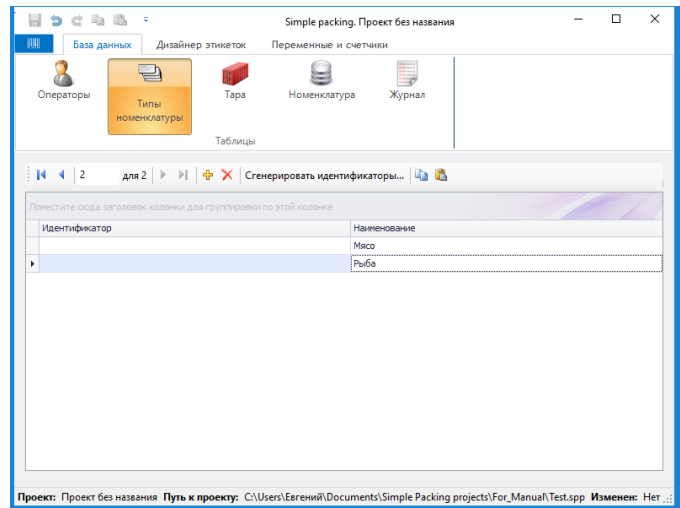 Simple packing. Проект без названия
База данных Дизайнер этикеток Переменные и счетчики
Операторы Типы номенклатуры Тара Номенклатура Журнал
Таблицы
2 для 2 Сгенерировать идентификаторы...
Поместите сюда заголовок колонки для группировки по этой колонке
Идентификатор Наименование
Мясо
Рыба
Проект: Проект без названия Путь к проекту: C:\Users\Евгений\Documents\Simple Packing projects\For_Manual\Test.spp Изменен: Нет